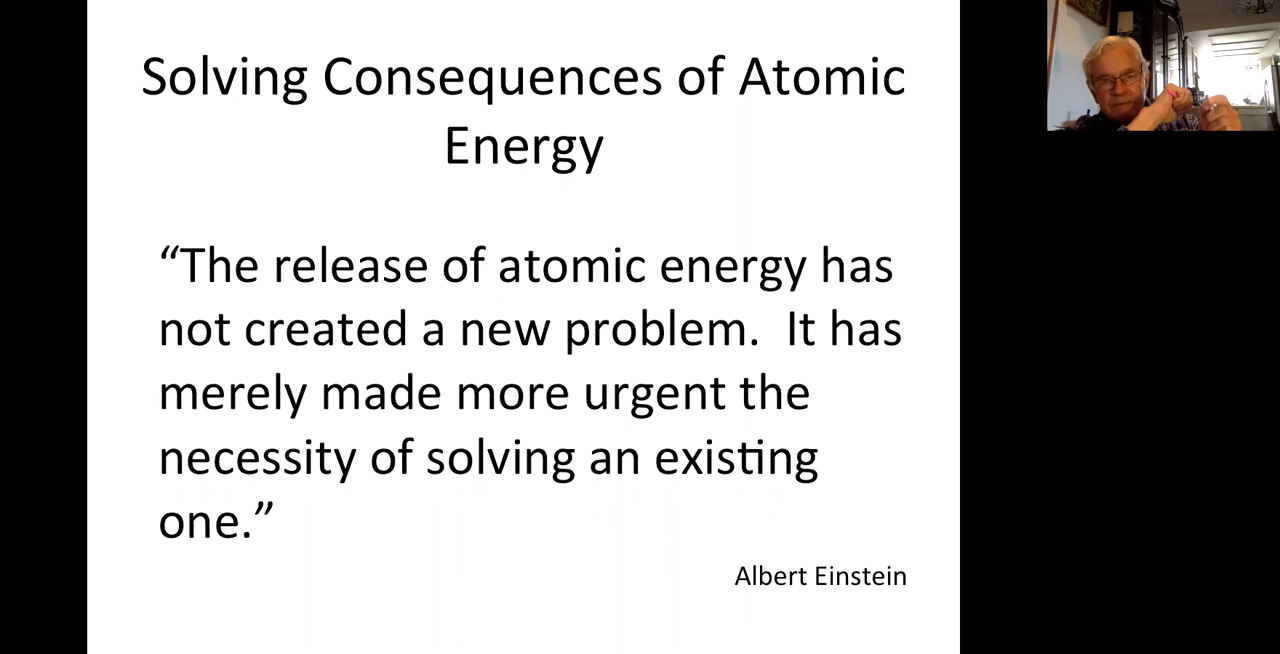 Solving Consequences of Atomic
Energy
“The release of atomic energy has
not created a new problem.  It has
merely made more urgent the
necessity of solving an existing
one.”
Albert Einstein